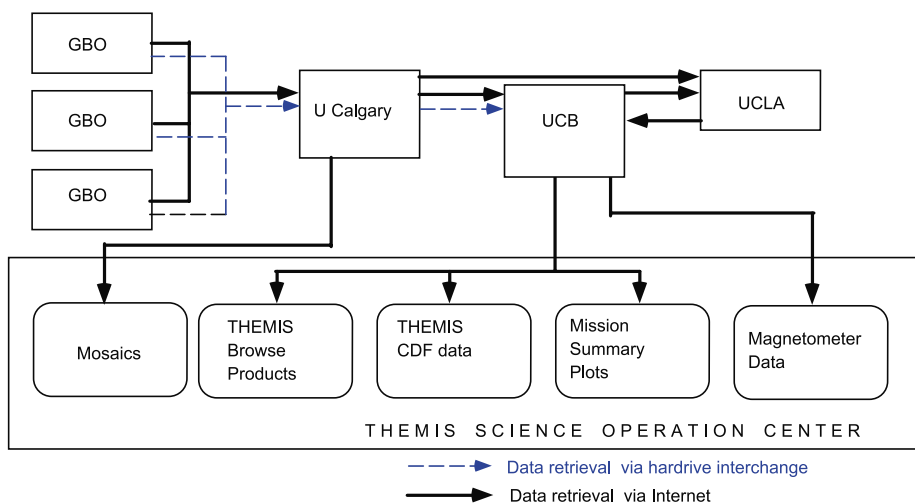 GBO
GBO
GBO
U Calgary
UCB
UCLA
Mosaics
THEMIS
Browse
Products
THEMIS
CDF data
Mission
Summary
Plots
Magnetometer
Data
THEMIS SCIENCE OPERATION CENTER
Data retrieval via hardrive interchange
Data retrieval via Internet